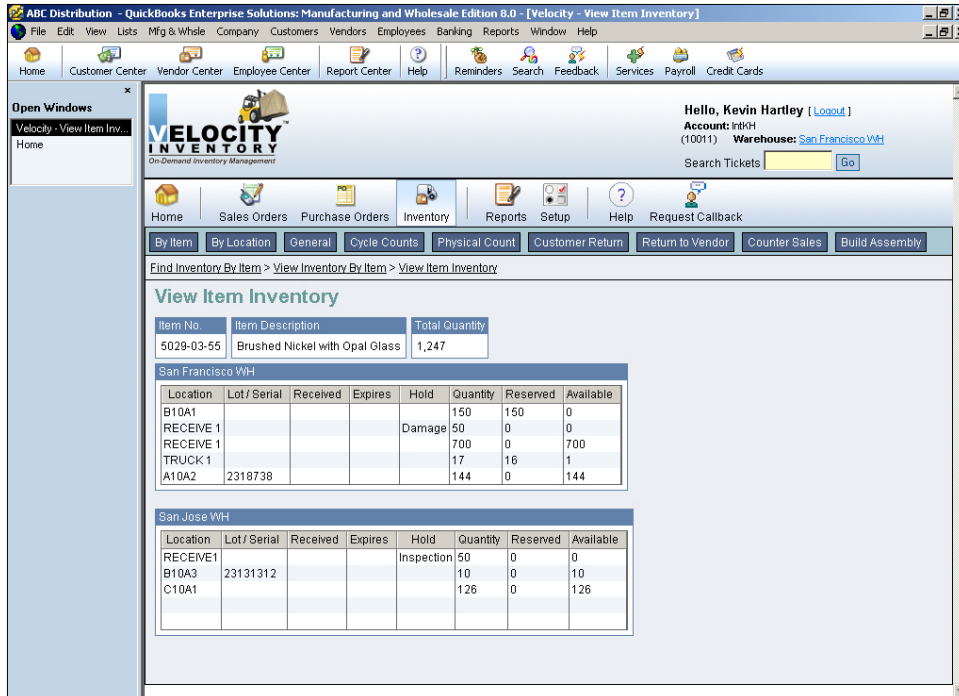 ABC Distribution - QuickBooks Enterprise Solutions: Manufacturing and Wholesale Edition 8.0 - [Velocity - View Item Inventory]
File Edit View Lists Mfg & Whsle Company Customers Vendors Employees Banking Reports Window Help
Home Customer Center Vendor Center Employee Center Report Center Help Reminders Search Feedback Services Payroll Credit Cards
Open Windows
Velocity - View Item Inv...
Home
VELOCITY
INVENTORY
On-Demand Inventory Management
Hello, Kevin Hartley [ Logout ]
Account: IntKH
(10011) Warehouse: San Francisco WH
Search Tickets Go
Home Sales Orders Purchase Orders Inventory Reports Setup Help Request Callback
By Item By Location General Cycle Counts Physical Count Customer Return Return to Vendor Counter Sales Build Assembly
Find Inventory By Item > View Inventory By Item > View Item Inventory
View Item Inventory
Item No. Item Description Total Quantity
5029-03-55 Brushed Nickel with Opal Glass 1,247
San Francisco WH
Location Lot / Serial Received Expires Hold Quantity Reserved Available
B10A1 150 150 0
RECEIVE 1 Damage 50 0 0
RECEIVE 1 700 0 700
TRUCK 1 17 16 1
A10A2 2318738 144 0 144
San Jose WH
Location Lot / Serial Received Expires Hold Quantity Reserved Available
RECEIVE1 Inspection 50 0 0
B10A3 23131312 10 0 10
C10A1 126 0 126